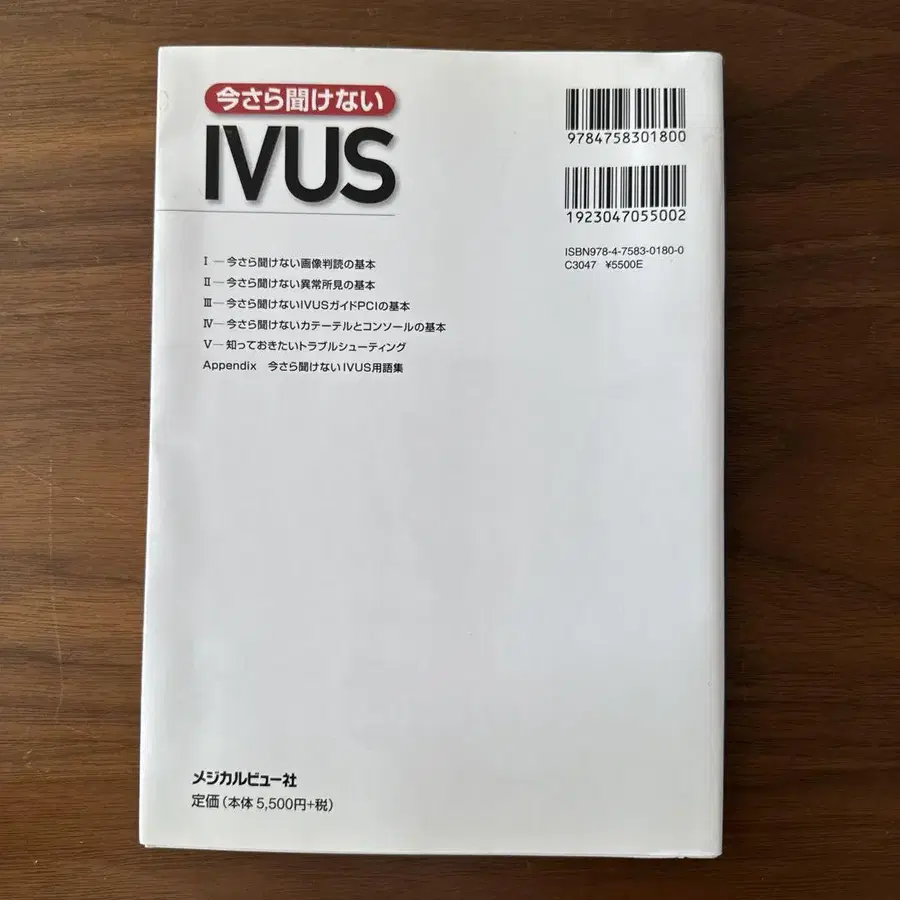 今さら聞けない
IVUS
9784758301800
1923047055002
ISBN978-4-7583-0180-0
C3047 ¥5500E
Ⅰ―今さら聞けない画像判読の基本
Ⅱ―今さら聞けない異常所見の基本
Ⅲ―今さら聞けないIVUSガイドPCIの基本
Ⅳ―今さら聞けないカテーテルとコンソールの基本
Ⅴ―知っておきたいトラブルシューティング
Appendix 今さら聞けないIVUS用語集
メジカルビュー社
定価(本体5,500円+税)